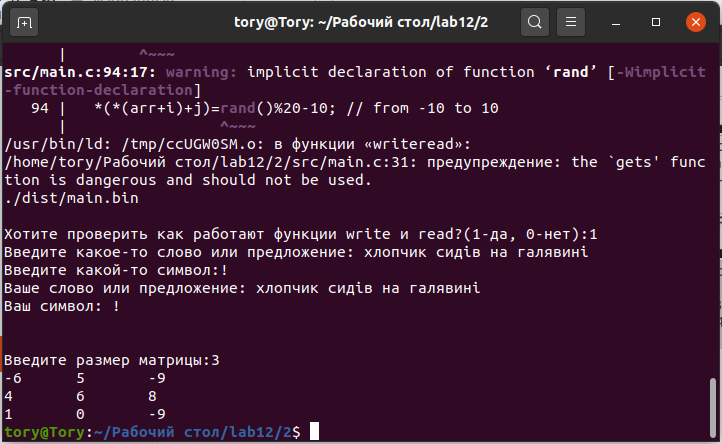 tory@Tory: ~/Рабочий стол/lab12/2
| ^~~~
src/main.c:94:17: warning: implicit declaration of function ‘rand’ [-Wimplicit
-function-declaration]
94 | *(*(arr+i)+j)=rand()%20-10; // from -10 to 10
| ^~~~
/usr/bin/ld: /tmp/ccUGW0SM.o: в функции «writeread»:
/home/tory/Рабочий стол/lab12/2/src/main.c:31: предупреждение: the `gets' func
tion is dangerous and should not be used.
./dist/main.bin
Хотите проверить как работают функции write и read?(1-да, 0-нет):1
Введите какое-то слово или предложение: хлопчик сидів на галявині
Введите какой-то символ:!
Ваше слово или предложение: хлопчик сидів на галявині
Ваш символ: !
Введите размер матрицы:3
-6 5 -9
4 6 8
1 0 -9
tory@Tory:~/Рабочий стол/lab12/2$